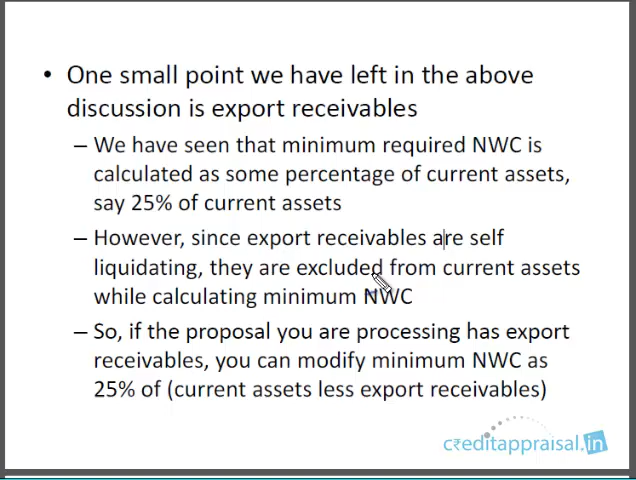 • One small point we have left in the above
discussion is export receivables
– We have seen that minimum required NWC is
calculated as some percentage of current assets,
say 25% of current assets
– However, since export receivables are self
liquidating, they are excluded from current assets
while calculating minimum NWC
– So, if the proposal you are processing has export
receivables, you can modify minimum NWC as
25% of (current assets less export receivables)
c₹editappraisal.in